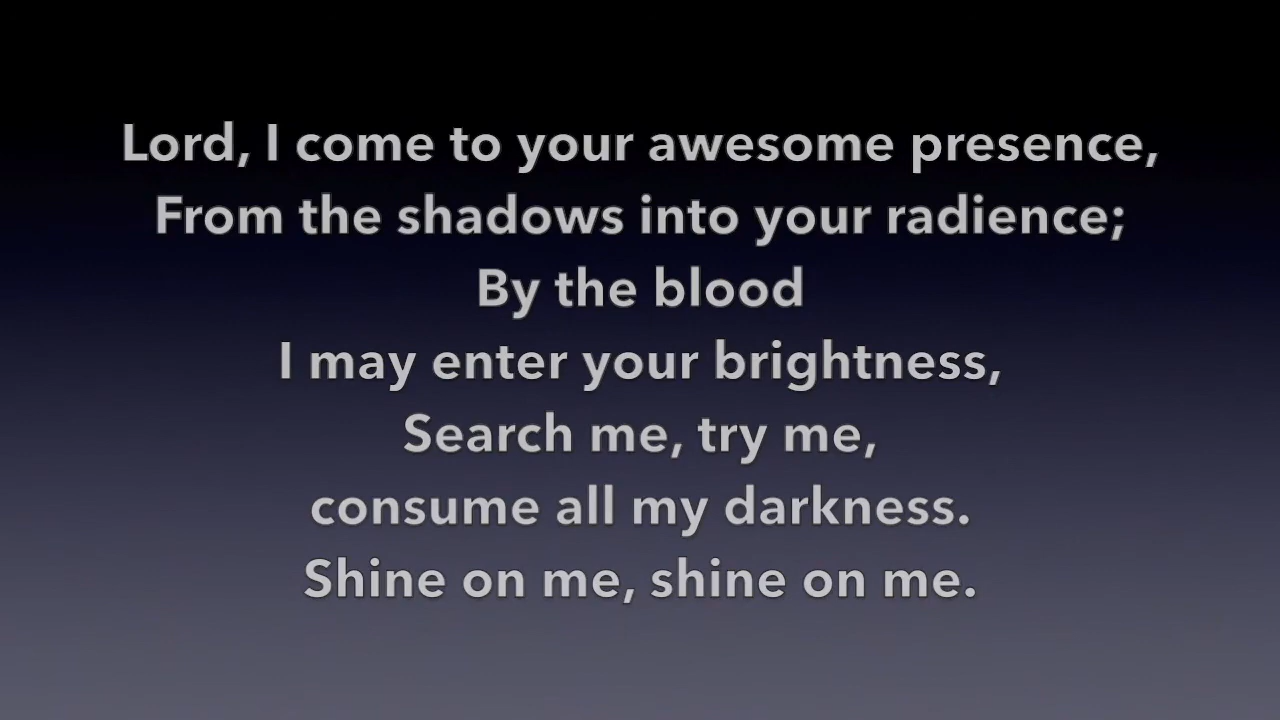 Lord, I come to your awesome presence,
From the shadows into your radience;
By the blood
I may enter your brightness,
Search me, try me,
consume all my darkness.
Shine on me, shine on me.